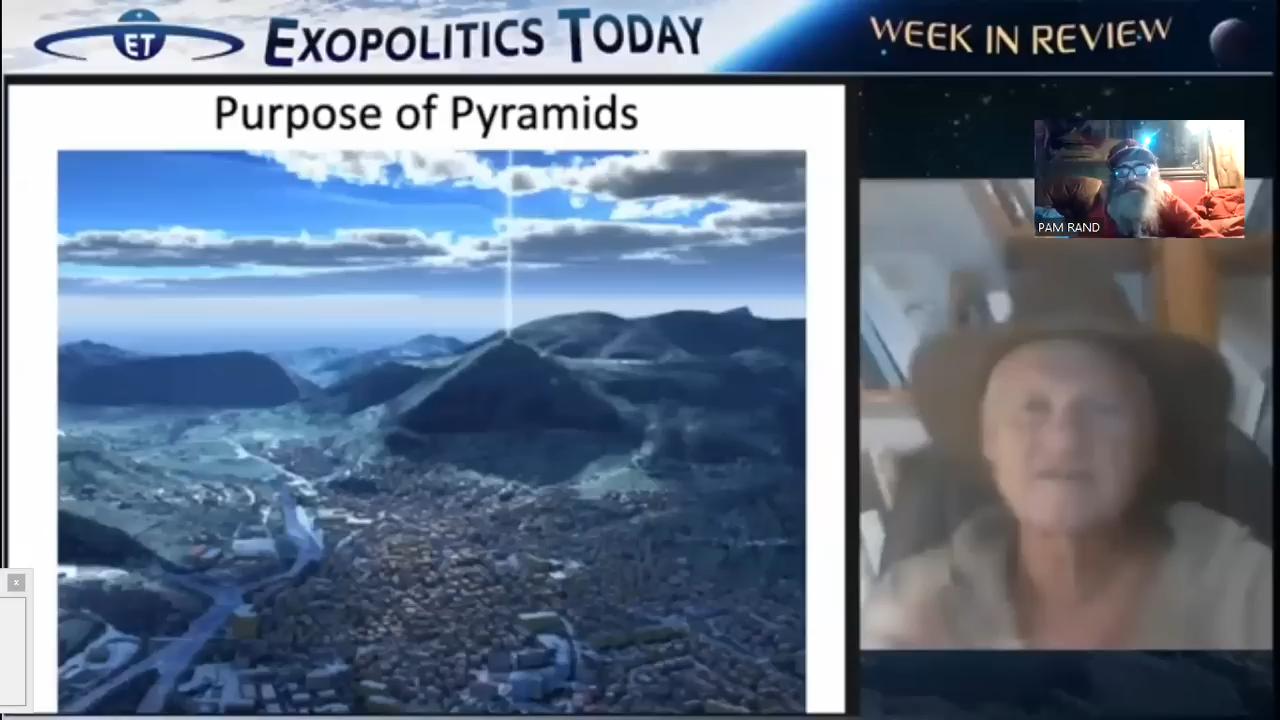 ET
EXOPOLITICS TODAY
WEEK IN REVIEW
Purpose of Pyramids
PAM RAND
x